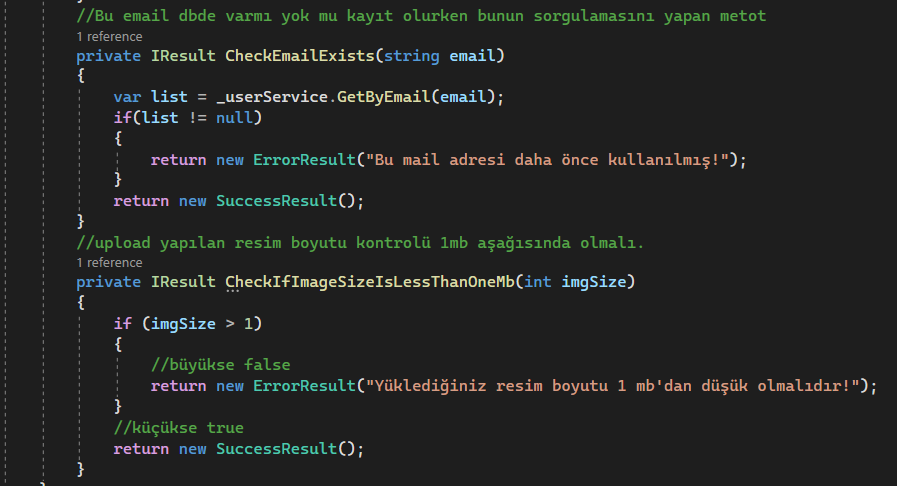 //Bu email dbde varmı yok mu kayıt olurken bunun sorgulamasını yapan metot
1 reference
private IResult CheckEmailExists(string email)
{
var list = _userService.GetByEmail(email);
if(list != null)
{
return new ErrorResult("Bu mail adresi daha önce kullanılmış!");
}
return new SuccessResult();
}
//upload yapılan resim boyutu kontrolü 1mb aşağısında olmalı.
1 reference
private IResult CheckIfImageSizeIsLessThanOneMb(int imgSize)
{
if (imgSize > 1)
{
//büyükse false
return new ErrorResult("Yüklediğiniz resim boyutu 1 mb'dan düşük olmalıdır!");
}
//küçükse true
return new SuccessResult();
}